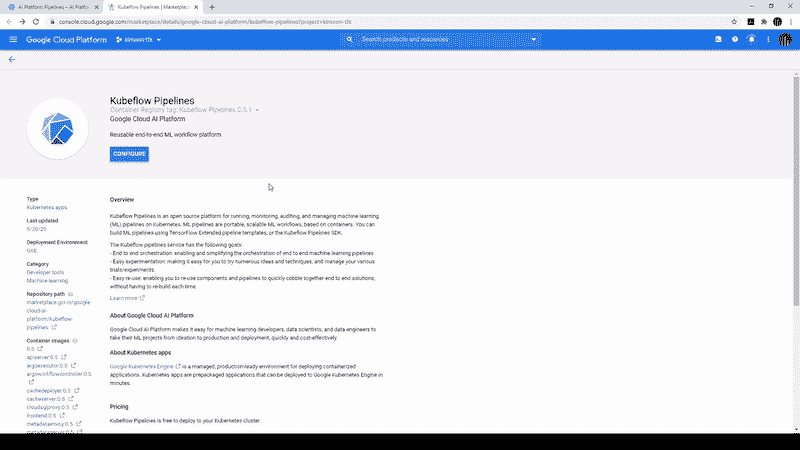 AI Platform Pipelines – AI Platfo
Kubeflow Pipelines | Marketplac
console.cloud.google.com/marketplace/details/google-cloud-ai-platform/kubeflow-pipelines?project=kimoon-tfx
Google Cloud Platform
kimoon-tfx
Search products and resources
Kubeflow Pipelines
Container Registry tag: Kubeflow Pipelines 0.5.1
Google Cloud AI Platform
Reusable end-to-end ML workflow platform
CONFIGURE
Type
Kubernetes apps
Last updated
5/20/20
Deployment Environment
GKE
Category
Developer tools
Machine learning
Repository path
marketplace.gcr.io/google
cloud-ai-
platform/kubeflow-
pipelines
Container images
0.5
apiserver:0.5
argoexecutor:0.5
argoworkflowcontroller:0.5
cachedeployer:0.5
cacheserver:0.5
cloudsqlproxy:0.5
frontend:0.5
metadataenvoy:0.5
Overview
Kubeflow Pipelines is an open source platform for running, monitoring, auditing, and managing machine learning
(ML) pipelines on Kubernetes. ML pipelines are portable, scalable ML workflows, based on containers. You can
build ML pipelines using TensorFlow Extended pipeline templates, or the Kubeflow Pipelines SDK.
The Kubeflow pipelines service has the following goals:
- End to end orchestration: enabling and simplifying the orchestration of end to end machine learning pipelines
- Easy experimentation: making it easy for you to try numerous ideas and techniques, and manage your various
trials/experiments.
- Easy re-use: enabling you to re-use components and pipelines to quickly cobble together end to end solutions,
without having to re-build each time.
Learn more
About Google Cloud AI Platform
Google Cloud AI Platform makes it easy for machine learning developers, data scientists, and data engineers to
take their ML projects from ideation to production and deployment, quickly and cost-effectively.
About Kubernetes apps
Google Kubernetes Engine is a managed, production-ready environment for deploying containerized
applications. Kubernetes apps are prepackaged applications that can be deployed to Google Kubernetes Engine in
minutes.
Pricing
Kubeflow Pipelines is free to deploy to your Kubernetes cluster.